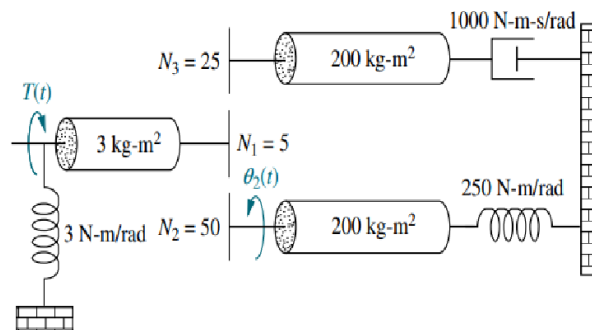 1000 N-m-s/rad
N3 = 25
200 kg-m²
T(t)
3 kg-m²
N1 = 5
θ2(t)
250 N-m/rad
3 N-m/rad
N2 = 50
200 kg-m²